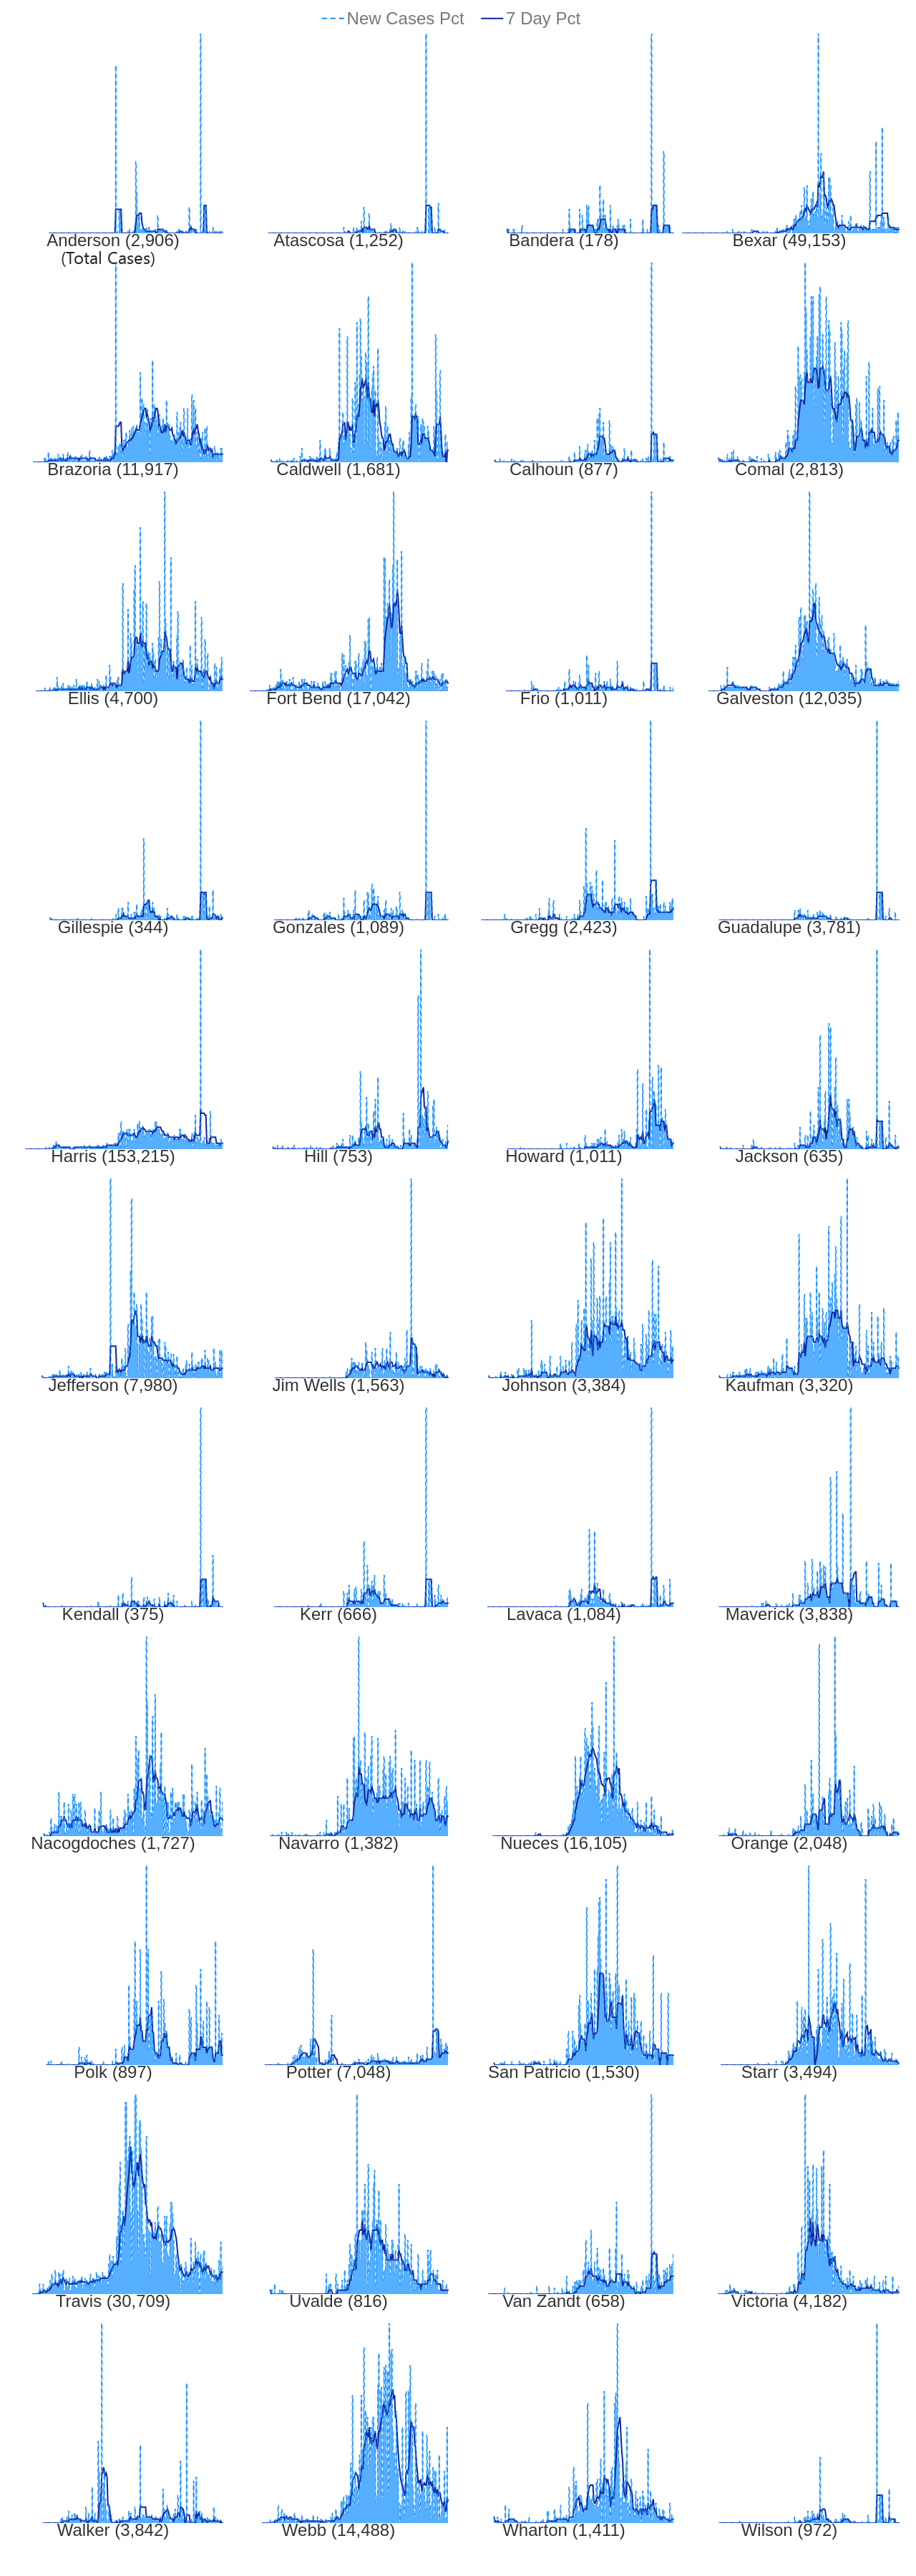 New Cases Pct 7 Day Pct
Anderson (2,906) Atascosa (1,252) Bandera (178) Bexar (49,153)
(Total Cases)
Brazoria (11,917) Caldwell (1,681) Calhoun (877) Comal (2,813)
Ellis (4,700) Fort Bend (17,042) Frio (1,011) Galveston (12,035)
Gillespie (344) Gonzales (1,089) Gregg (2,423) Guadalupe (3,781)
Harris (153,215) Hill (753) Howard (1,011) Jackson (635)
Jefferson (7,980) Jim Wells (1,563) Johnson (3,384) Kaufman (3,320)
Kendall (375) Kerr (666) Lavaca (1,084) Maverick (3,838)
Nacogdoches (1,727) Navarro (1,382) Nueces (16,105) Orange (2,048)
Polk (897) Potter (7,048) San Patricio (1,530) Starr (3,494)
Travis (30,709) Uvalde (816) Van Zandt (658) Victoria (4,182)
Walker (3,842) Webb (14,488) Wharton (1,411) Wilson (972)